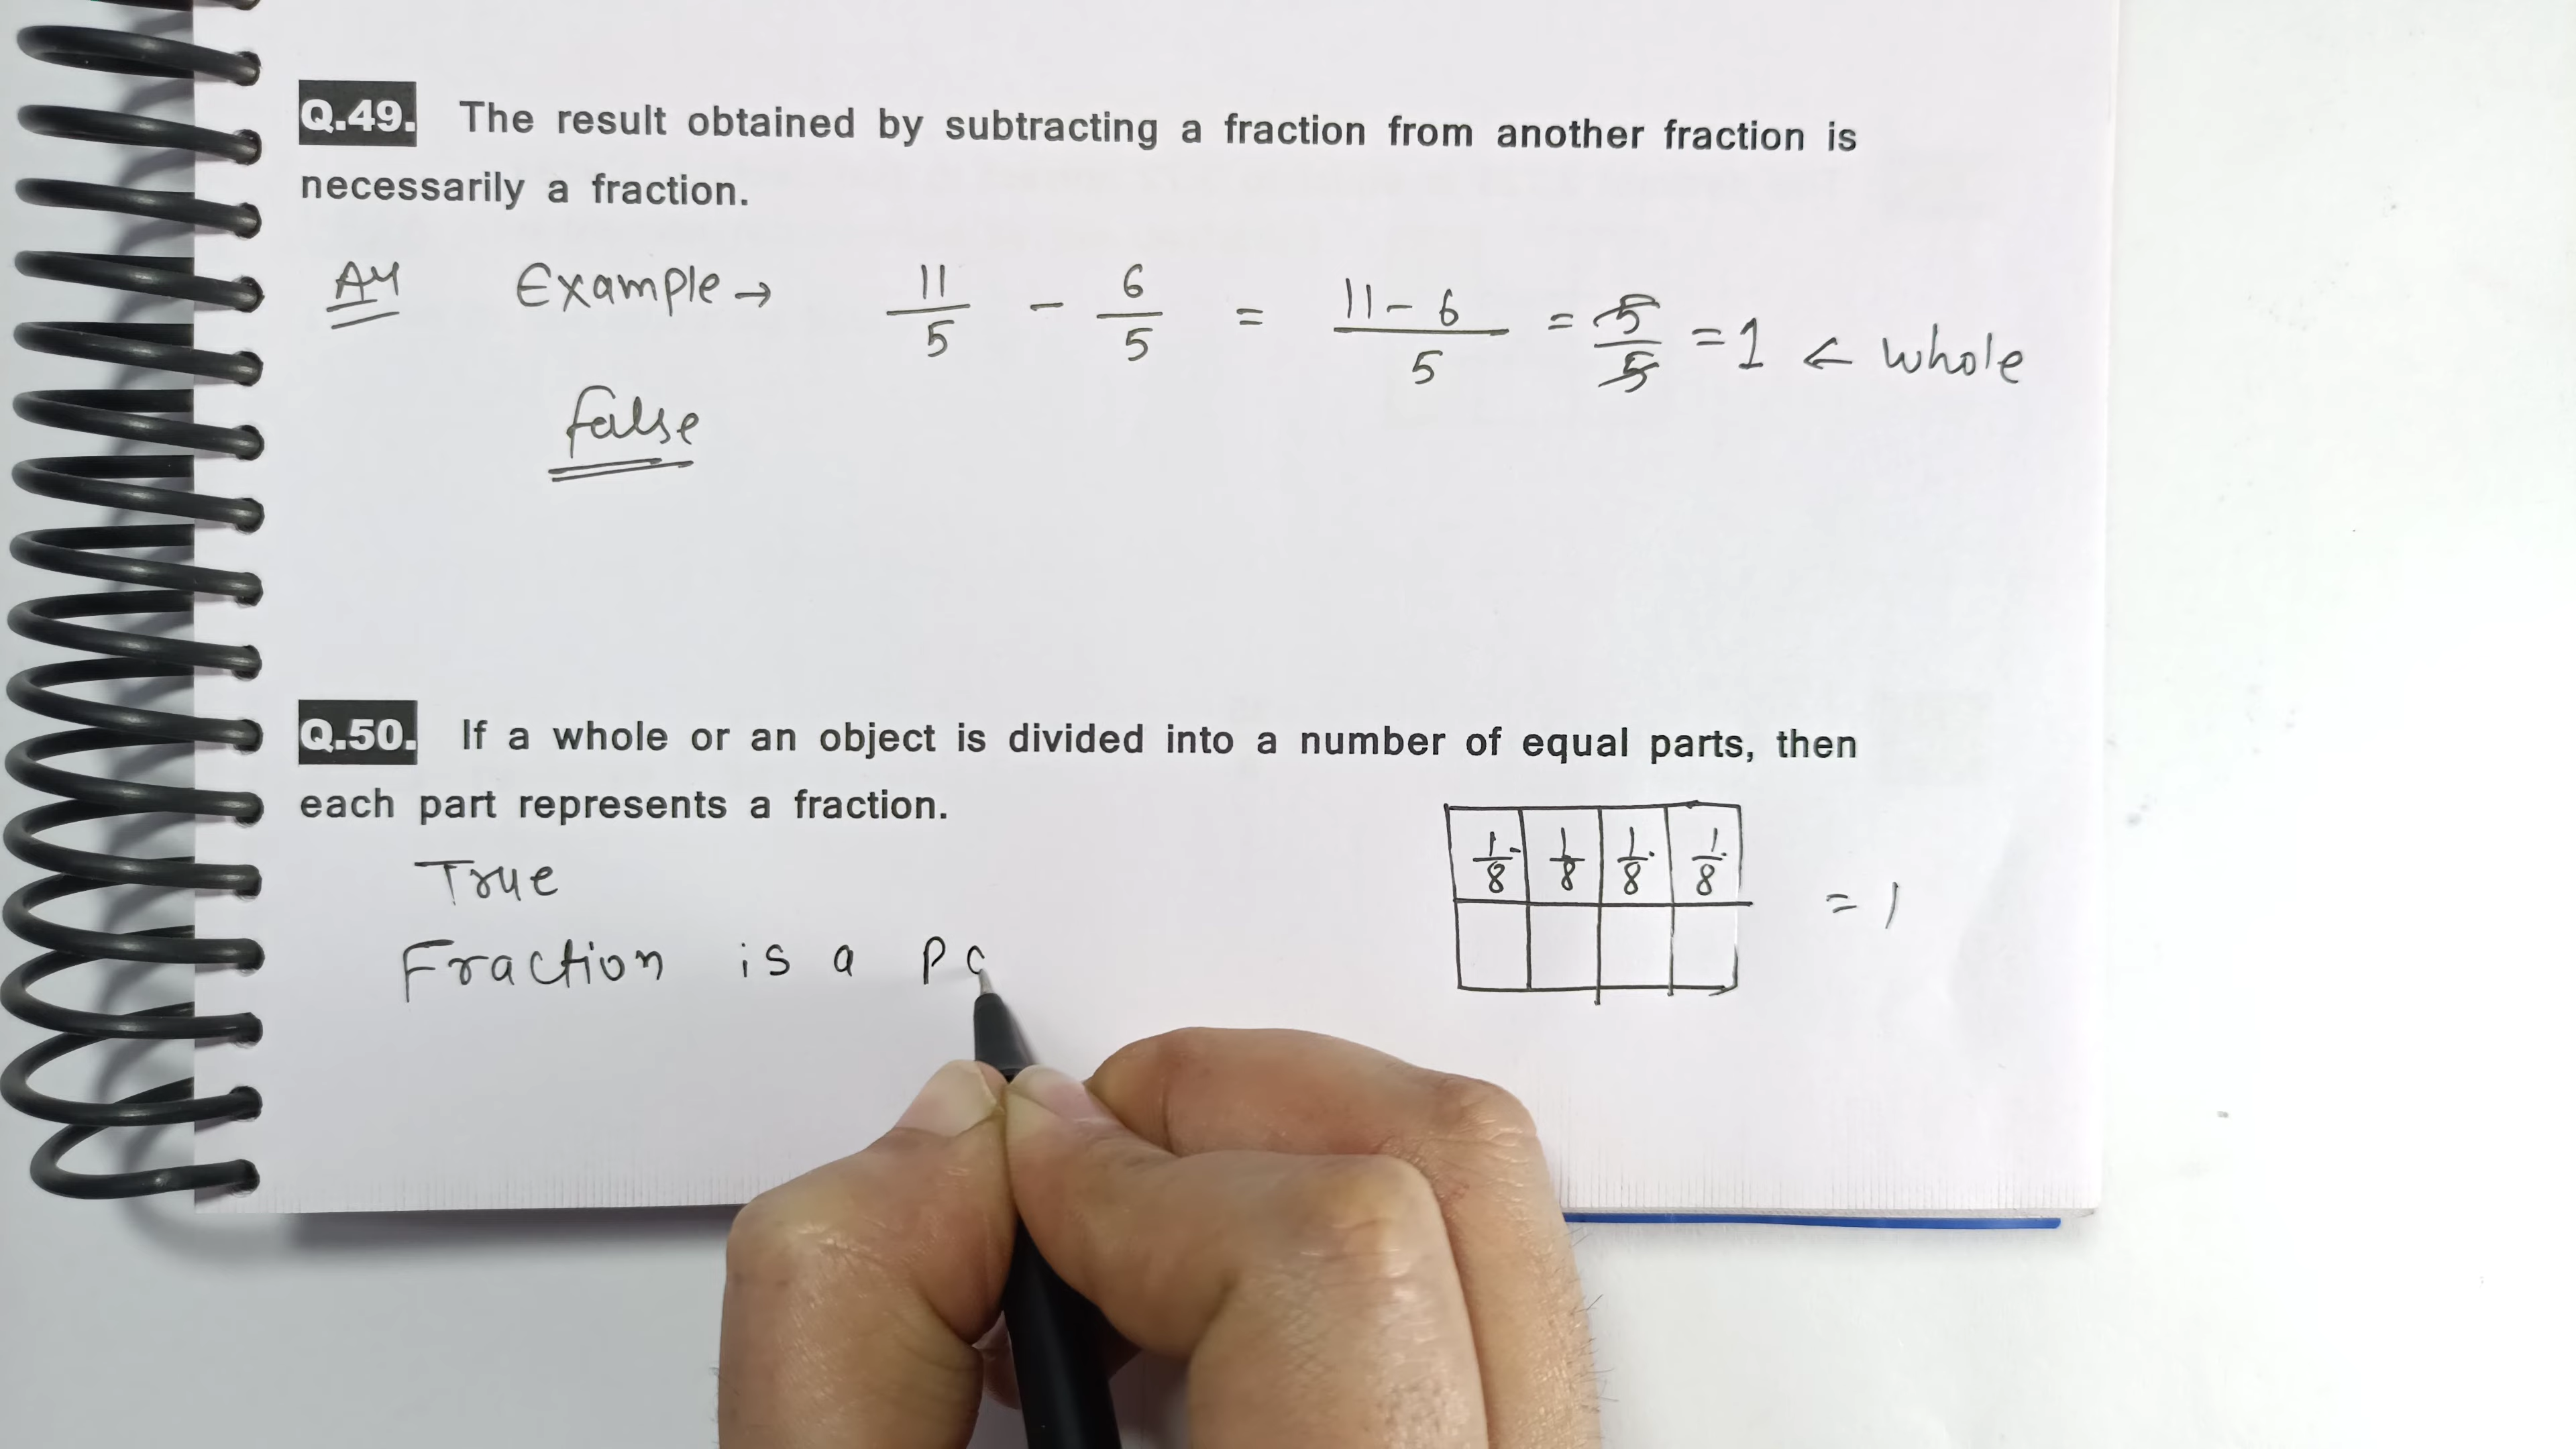 Q.49. The result obtained by subtracting a fraction from another fraction is
necessarily a fraction.
Example → 11/5 - 6/5 = 11-6/5 = 5/5 = 1 ← whole
false
Q.50. If a whole or an object is divided into a number of equal parts, then
each part represents a fraction.
1/8 1/8 1/8 1/8 = 1
True
Fraction is a pa